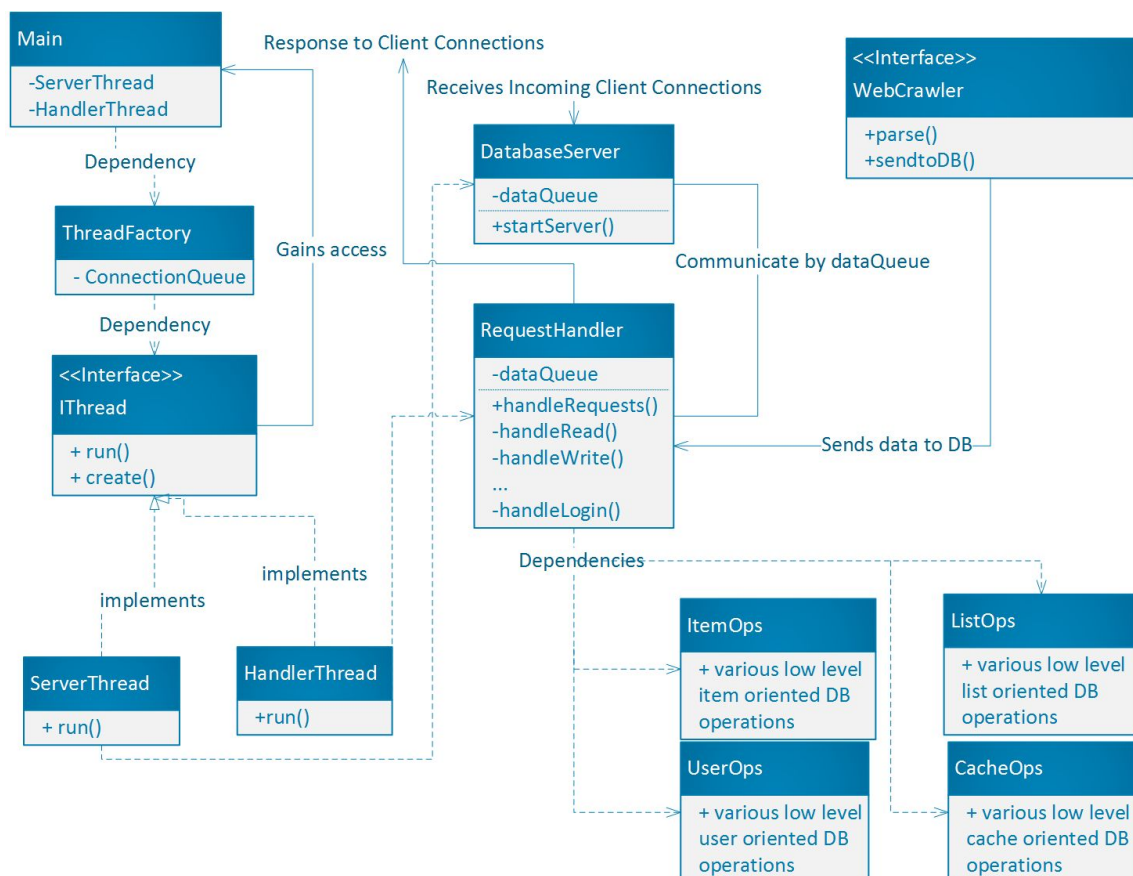 Main
-ServerThread
-HandlerThread
Response to Client Connections
Receives Incoming Client Connections
<<Interface>>
WebCrawler
+parse()
+sendtoDB()
Dependency
DatabaseServer
-dataQueue
+startServer()
ThreadFactory
- ConnectionQueue
Gains access
Communicate by dataQueue
Dependency
<<Interface>>
IThread
+ run()
+ create()
RequestHandler
-dataQueue
+handleRequests()
-handleRead()
-handleWrite()
...
-handleLogin()
Sends data to DB
implements
implements
Dependencies
ServerThread
+ run()
HandlerThread
+run()
ItemOps
+ various low level
item oriented DB
operations
ListOps
+ various low level
list oriented DB
operations
UserOps
+ various low level
user oriented DB
operations
CacheOps
+ various low level
cache oriented DB
operations